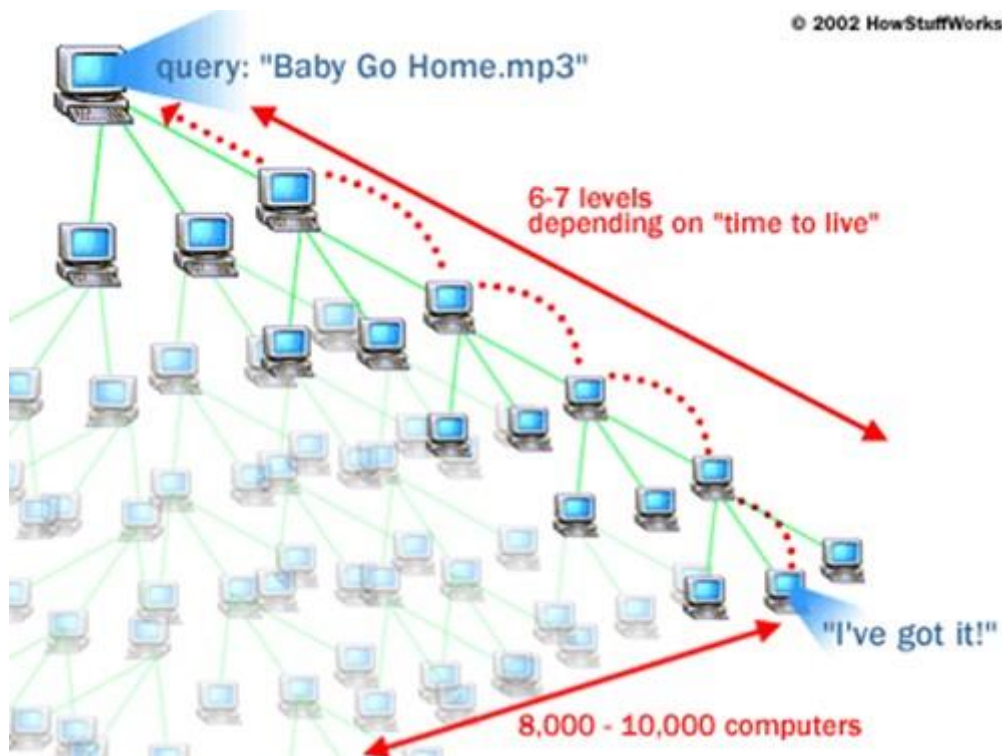 © 2002 HowStuffWorks
query: "Baby Go Home.mp3"
6-7 levels
depending on "time to live"
"I've got it!"
8,000 - 10,000 computers